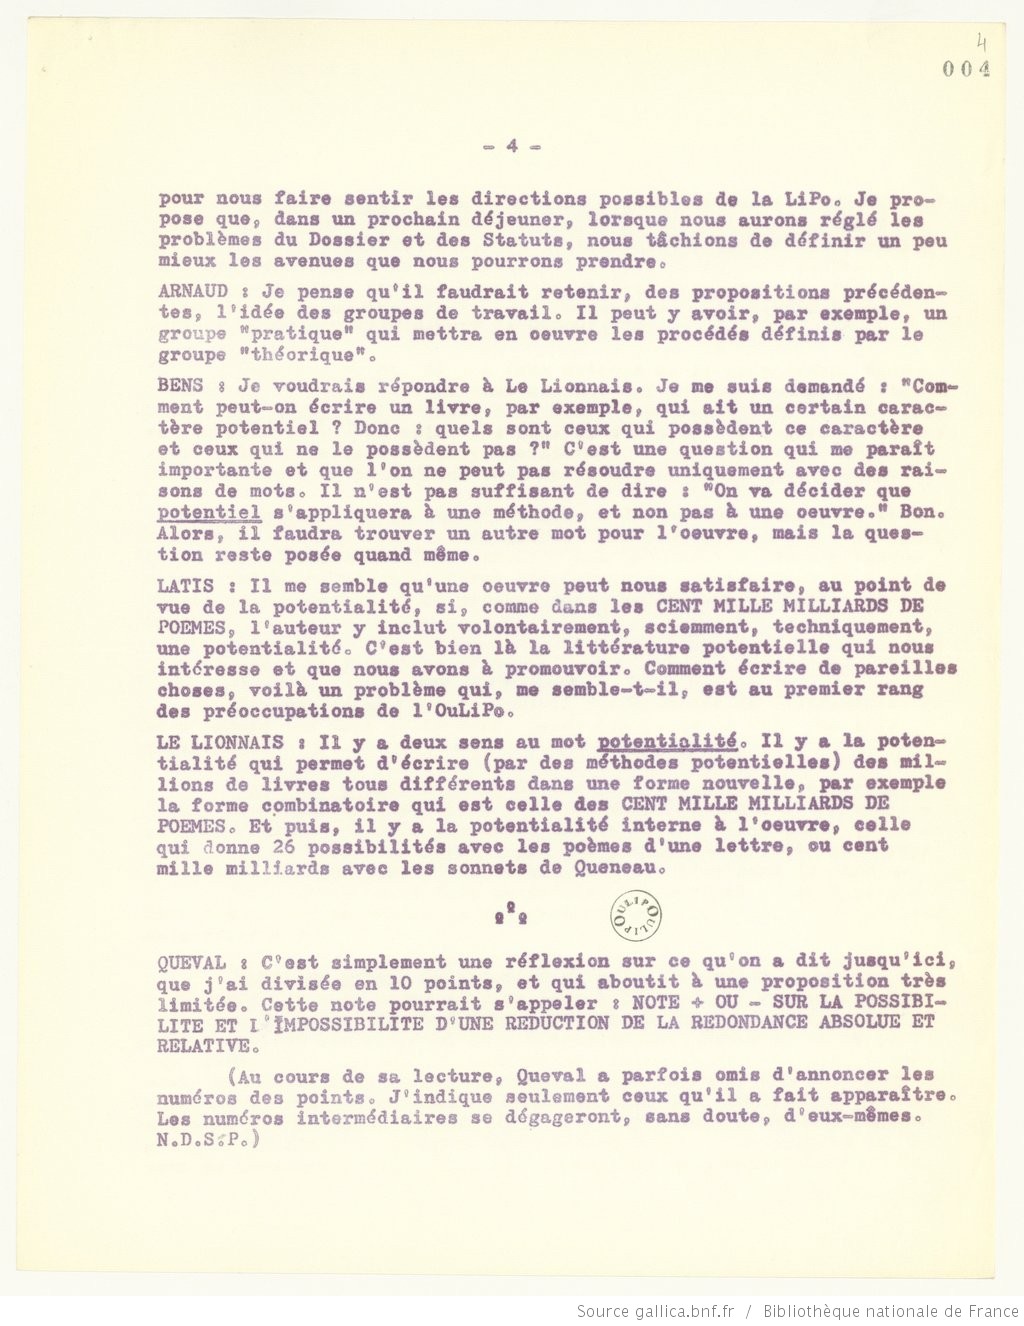 4
004
- 4 -
pour nous faire sentir les directions possibles de la LiPo. Je pro-
pose que, dans un prochain déjeuner, lorsque nous aurons réglé les
problèmes du Dossier et des Statuts, nous tâchions de définir un peu
mieux les avenues que nous pourrons prendre.
ARNAUD : Je pense qu'il faudrait retenir, des propositions précéden-
tes, l'idée des groupes de travail. Il peut y avoir, par exemple, un
groupe "pratique" qui mettra en oeuvre les procédés définis par le
groupe "théorique".
BENS : Je voudrais répondre à Le Lionnais. Je me suis demandé : "Com-
ment peut-on écrire un livre, par exemple, qui ait un certain carac-
tère potentiel ? Donc : quels sont ceux qui possèdent ce caractère
et ceux qui ne le possèdent pas ?" C'est une question qui me paraît
importante et que l'on ne peut pas résoudre uniquement avec des rai-
sons de mots. Il n'est pas suffisant de dire : "On va décider que
potentiel s'appliquera à une méthode, et non pas à une oeuvre." Bon.
Alors, il faudra trouver un autre mot pour l'oeuvre, mais la ques-
tion reste posée quand même.
LATIS : Il me semble qu'une oeuvre peut nous satisfaire, au point de
vue de la potentialité, si, comme dans les CENT MILLE MILLIARDS DE
POEMES, l'auteur y inclut volontairement, sciemment, techniquement,
une potentialité. C'est bien là la littérature potentielle qui nous
intéresse et que nous avons à promouvoir. Comment écrire de pareilles
choses, voilà un problème qui, me semble-t-il, est au premier rang
des préoccupations de l'OuLiPo.
LE LIONNAIS : Il y a deux sens au mot potentialité. Il y a la poten-
tialité qui permet d'écrire (par des méthodes potentielles) des mil-
lions de livres tous différents dans une forme nouvelle, par exemple
la forme combinatoire qui est celle des CENT MILLE MILLIARDS DE
POEMES. Et puis, il y a la potentialité interne à l'oeuvre, celle
qui donne 26 possibilités avec les poèmes d'une lettre, ou cent
mille milliards avec les sonnets de Queneau.
OULIPO OULIPO
QUEVAL : C'est simplement une réflexion sur ce qu'on a dit jusqu'ici,
que j'ai divisée en 10 points, et qui aboutit à une proposition très
limitée. Cette note pourrait s'appeler : NOTE + OU - SUR LA POSSIBI-
LITE ET L'IMPOSSIBILITE D'UNE REDUCTION DE LA REDONDANCE ABSOLUE ET
RELATIVE.
(Au cours de sa lecture, Queval a parfois omis d'annoncer les
numéros des points. J'indique seulement ceux qu'il a fait apparaître.
Les numéros intermédiaires se dégageront, sans doute, d'eux-mêmes.
N.D.S.P.)
Source gallica.bnf.fr / Bibliothèque nationale de France